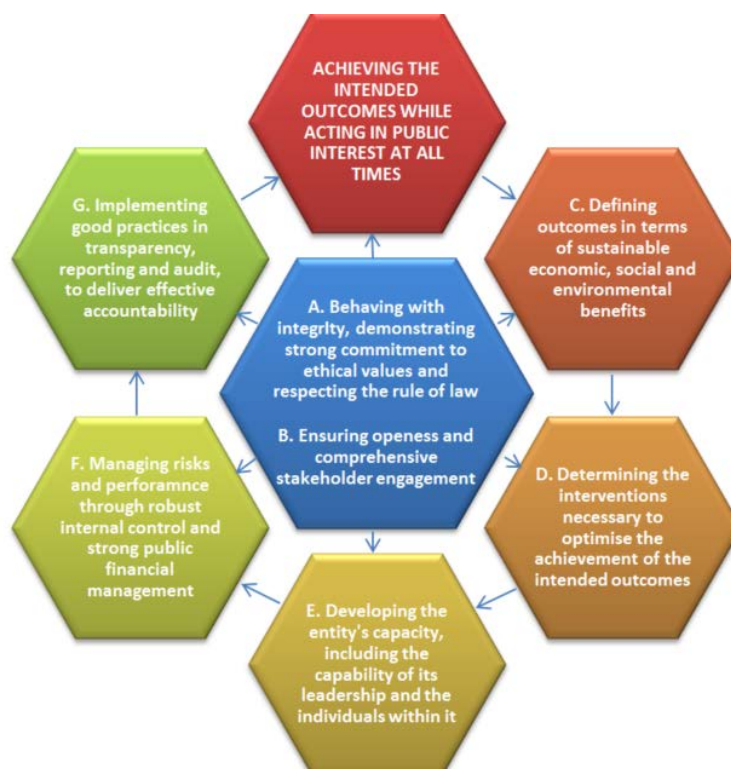 ACHIEVING THE
INTENDED
OUTCOMES WHILE
ACTING IN PUBLIC
INTEREST AT ALL
TIMES
G. Implementing
good practices in
transparency,
reporting and audit,
to deliver effective
accountability
C. Defining
outcomes in terms
of sustainable
economic, social and
environmental
benefits
A. Behaving with
integrIty, demonstrating
strong commitment to
ethical values and
respecting the rule of law
B. Ensuring openess and
comprehensive
stakeholder engagement
F. Managing risks
and perforamnce through
robust
internal control and
strong public
financial
management
D. Determining the
interventions
necessary to
optimise the
achievement of the
intended outcomes
E. Developing the
entity's capacity,
including the
capability of its
leadership and the
individuals within it